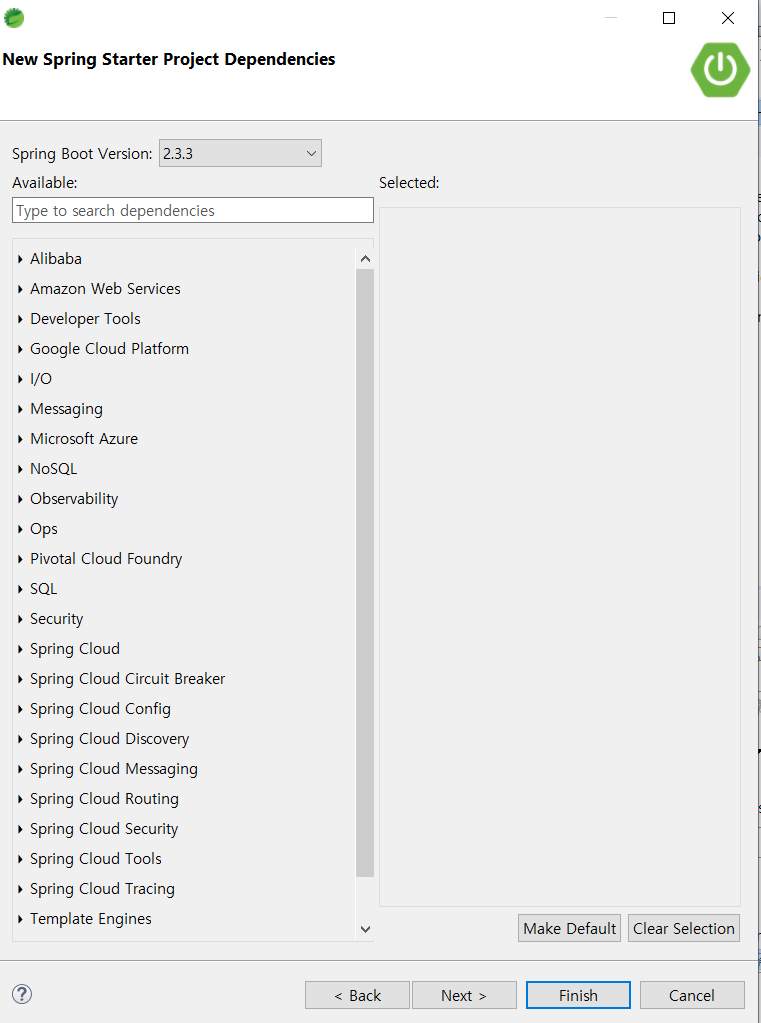 New Spring Starter Project Dependencies
Spring Boot Version: 2.3.3
Available:
Selected:
Type to search dependencies
Alibaba
Amazon Web Services
Developer Tools
Google Cloud Platform
I/O
Messaging
Microsoft Azure
NoSQL
Observability
Ops
Pivotal Cloud Foundry
SQL
Security
Spring Cloud
Spring Cloud Circuit Breaker
Spring Cloud Config
Spring Cloud Discovery
Spring Cloud Messaging
Spring Cloud Routing
Spring Cloud Security
Spring Cloud Tools
Spring Cloud Tracing
Template Engines
Make Default
Clear Selection
?
< Back
Next >
Finish
Cancel